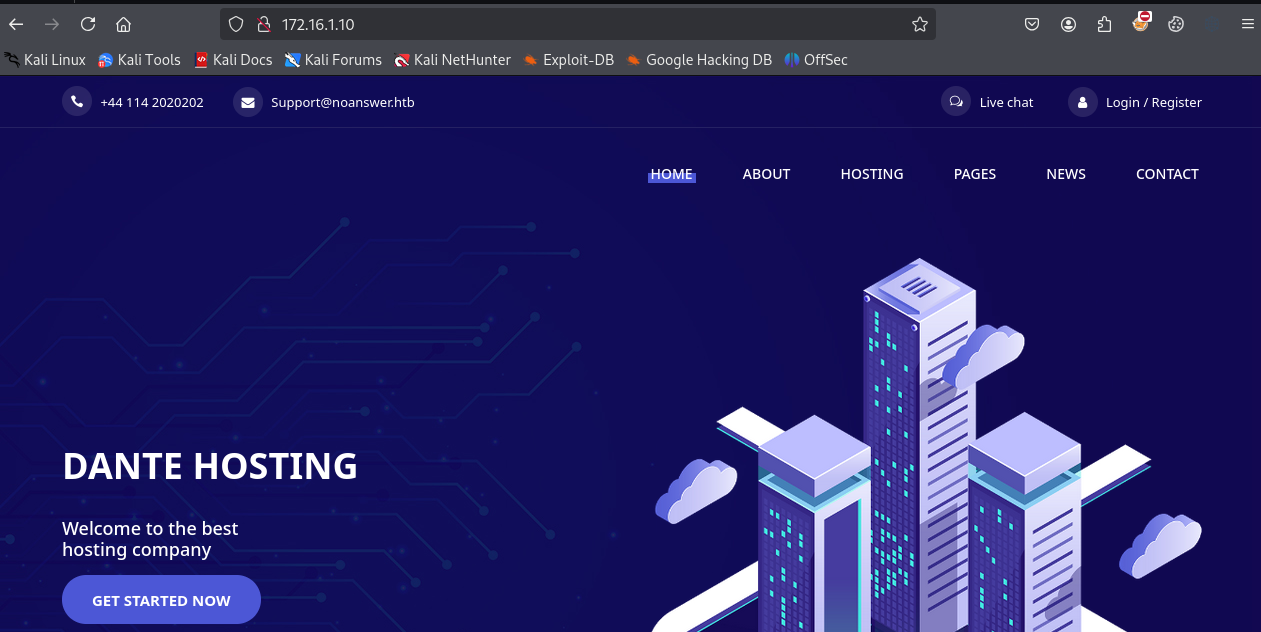 172.16.1.10
Kali Linux Kali Tools Kali Docs Kali Forums Kali NetHunter Exploit-DB Google Hacking DB OffSec
+44 114 2020202 Support@noanswer.htb Live chat Login / Register
HOME ABOUT HOSTING PAGES NEWS CONTACT
DANTE HOSTING
Welcome to the best
hosting company
GET STARTED NOW